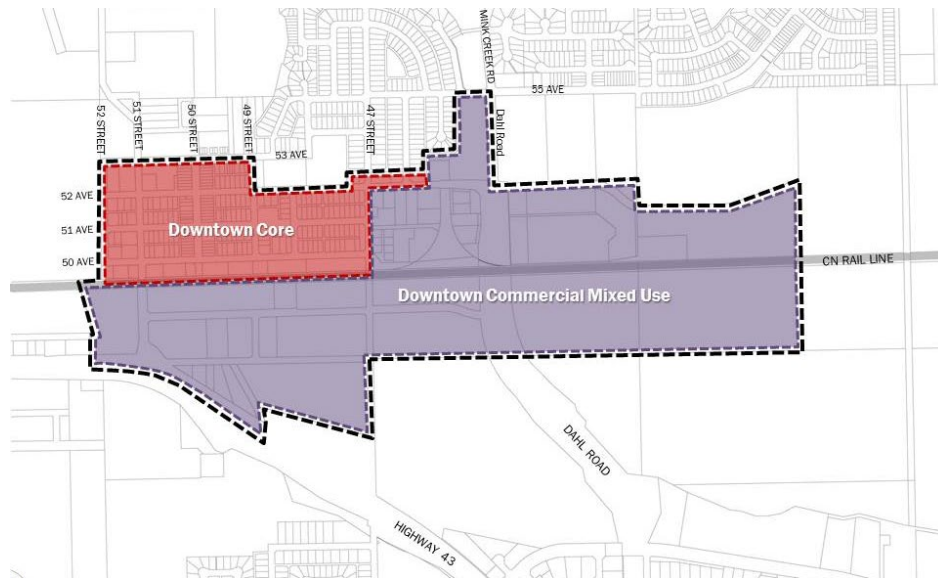 MINK CREEK RD
55 AVE
52 STREET
51 STREET
50 STREET
49 STREET
47 STREET
Dahl Road
53 AVE
52 AVE
51 AVE
Downtown Core
50 AVE
CN RAIL LINE
Downtown Commercial Mixed Use
DAHL ROAD
HIGHWAY 43